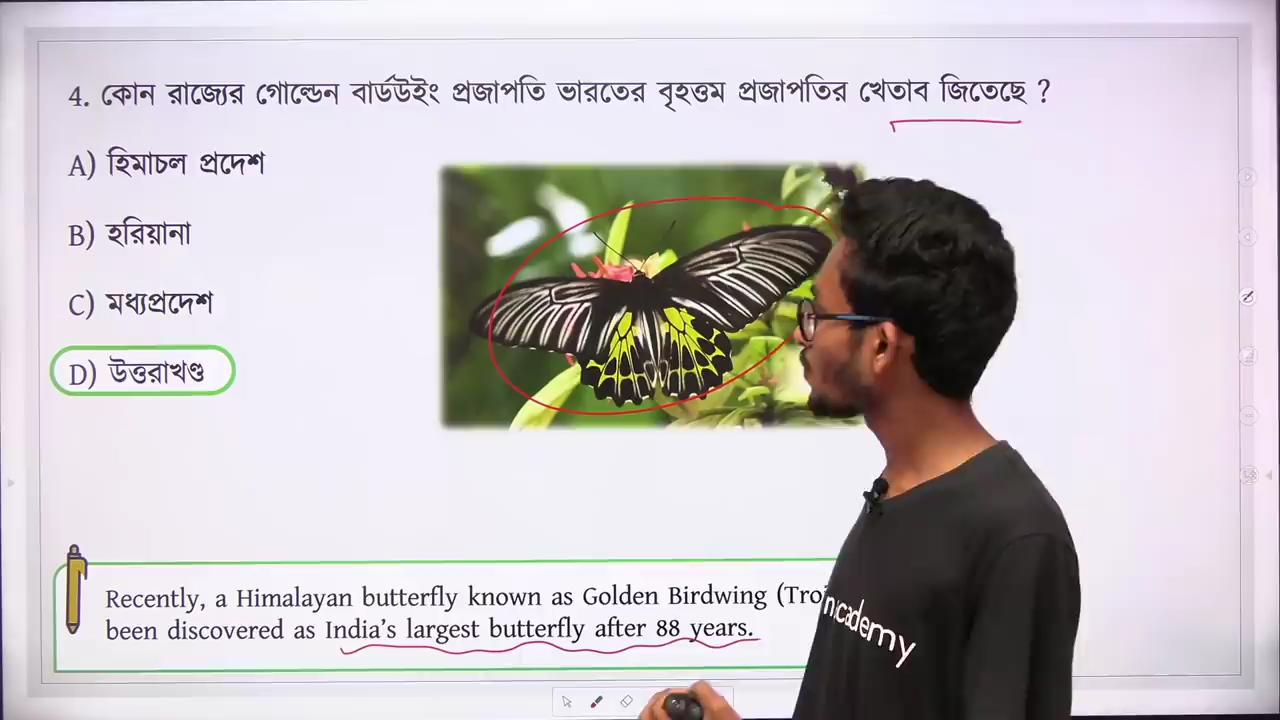 4. কোন রাজ্যের গোল্ডেন বার্ডউইং প্রজাপতি ভারতের বৃহত্তম প্রজাপতির খেতাব জিতেছে ?
A) হিমাচল প্রদেশ
B) হরিয়ানা
C) মধ্যপ্রদেশ
D) উত্তরাখণ্ড
Recently, a Himalayan butterfly known as Golden Birdwing
been discovered as India's largest butterfly after 88 years.